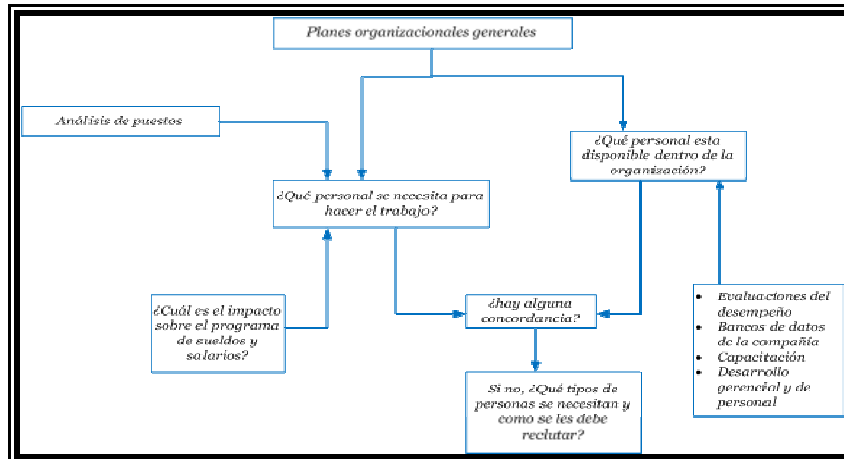 Planes organizacionales generales
Análisis de puestos
¿Qué personal esta
disponible dentro de la
organización?
¿Qué personal se necesita para
hacer el trabajo?
¿Cuál es el impacto
sobre el programa
de sueldos y
salarios?
¿hay alguna
concordancia?
• Evaluaciones del
desempeño
• Bancos de datos
de la compañía
• Capacitación
• Desarrollo
gerencial y de
personal
Si no, ¿Qué tipos de
personas se necesitan y
como se les debe
reclutar?